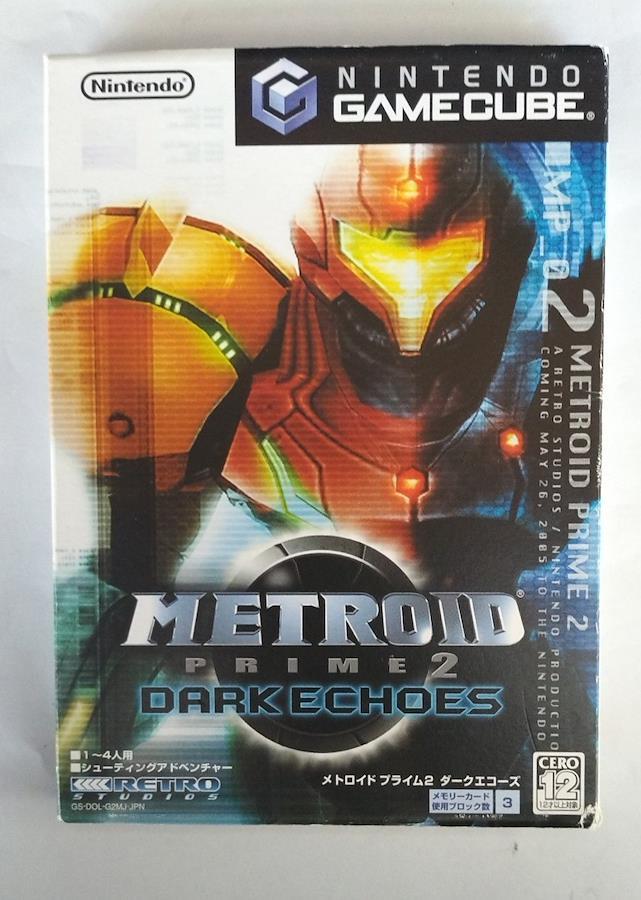 Nintendo
NINTENDO
GAMECUBE®
MP_02
METROID PRIME 2
A RETRO STUDIOS / NINTENDO PRODUCTIO
COMING MAY 26, 2005 TO THE NINTENDO
METROID®
PRIME 2
DARK ECHOES
■1～4人用
■シューティングアドベンチャー
RETRO
STUDIOS
GS-DOL-G2MJ-JPN
メトロイド プライム2 ダークエコーズ
メモリーカード
使用ブロック数 3
CERO
12
12才以上対象